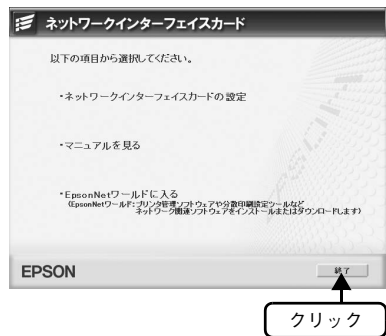 ネットワークインターフェイスカード
以下の項目から選択してください。
・ネットワークインターフェイスカードの設定
・マニュアルを見る
・EpsonNetワールドに入る
(EpsonNetワールド:プリンタ管理ソフトウェアや分散印刷設定ツールなど
ネットワーク関連ソフトウェアをインストールまたはダウンロードします)
EPSON
終了
クリック